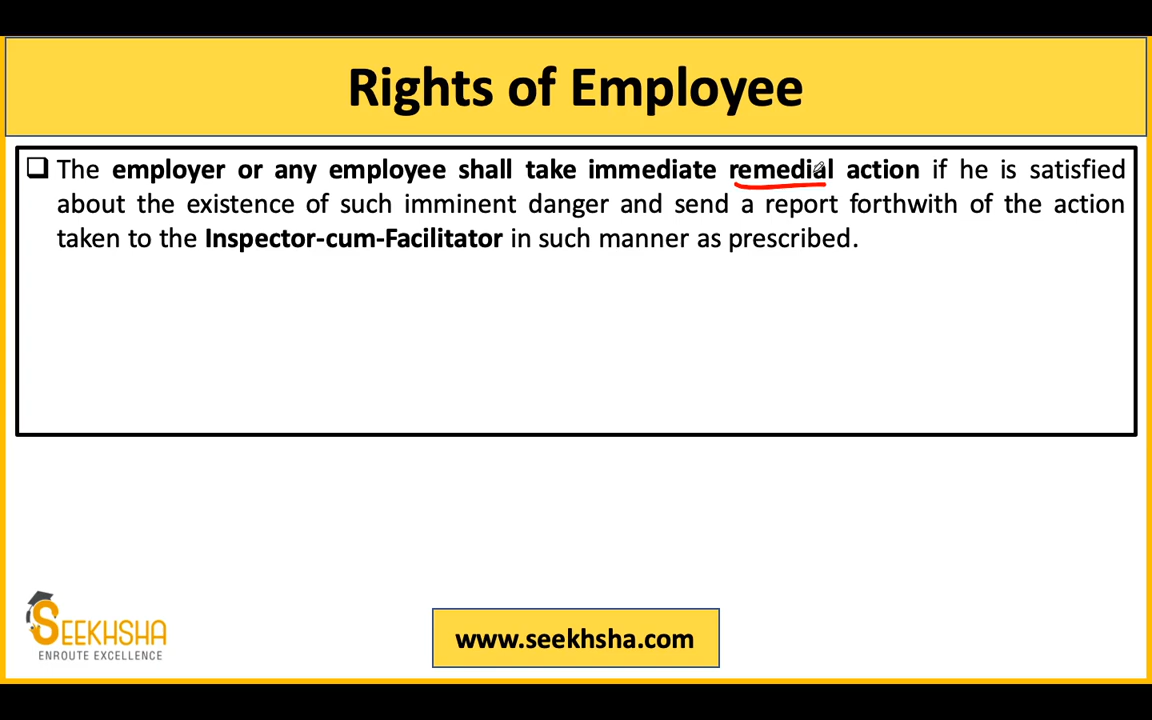 Rights of Employee
❑ The employer or any employee shall take immediate remedial action if he is satisfied
about the existence of such imminent danger and send a report forthwith of the action
taken to the Inspector-cum-Facilitator in such manner as prescribed.
SEEKHSHA
ENROUTE EXCELLENCE
www.seekhsha.com